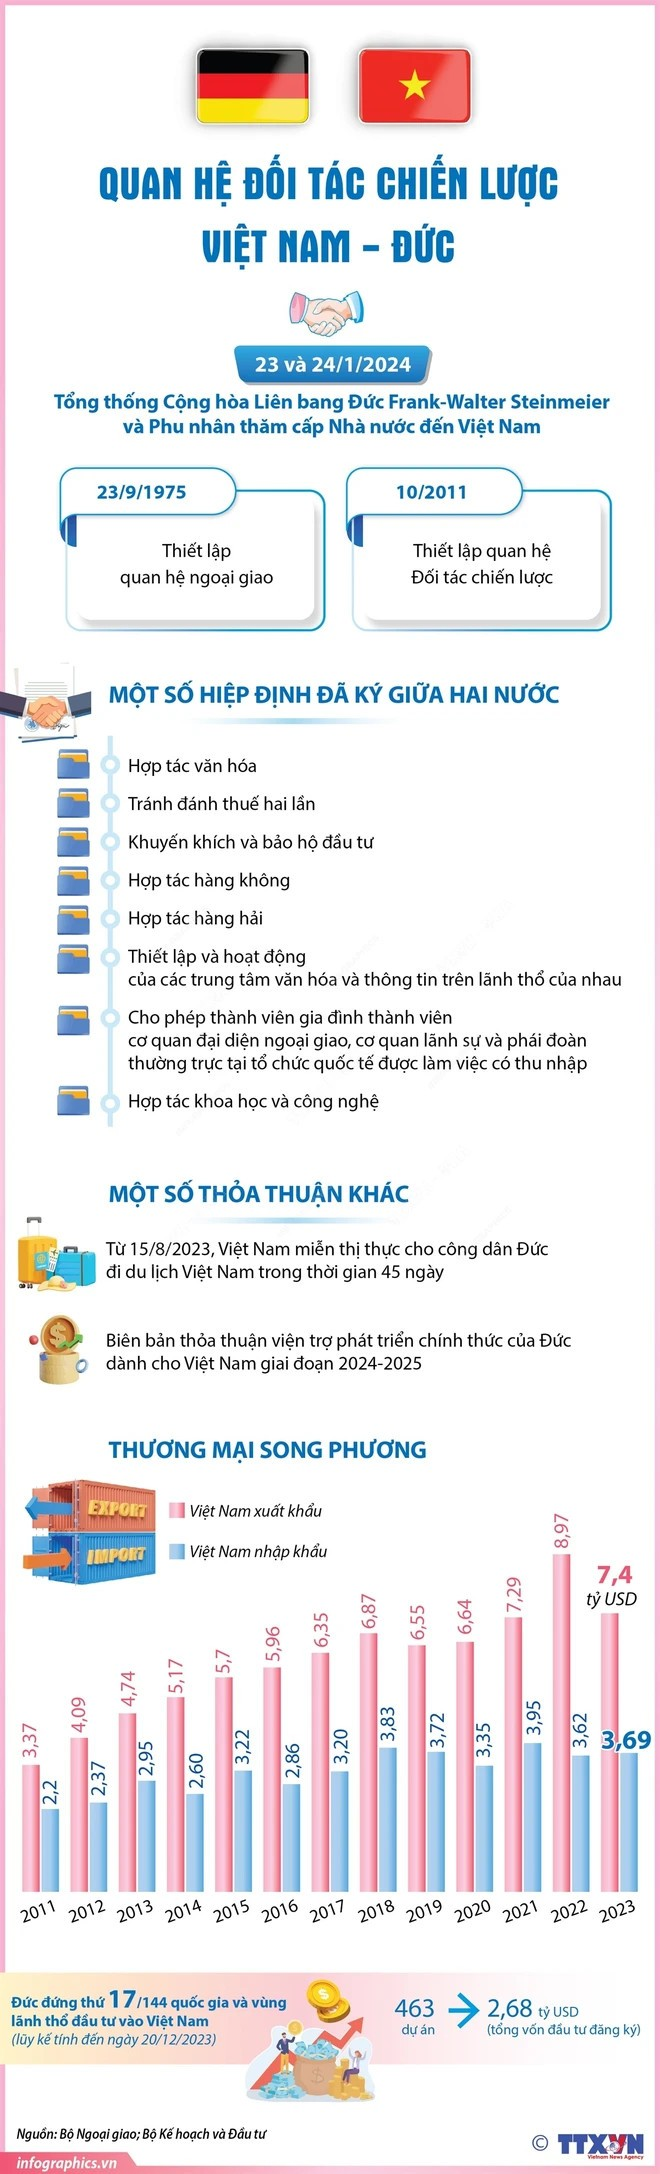 QUAN HỆ ĐỐI TÁC CHIẾN LƯỢC
VIỆT NAM – ĐỨC
23 và 24/1/2024
Tổng thống Cộng hòa Liên bang Đức Frank-Walter Steinmeier
và Phu nhân thăm cấp Nhà nước đến Việt Nam
23/9/1975
Thiết lập
quan hệ ngoại giao
10/2011
Thiết lập quan hệ
Đối tác chiến lược
MỘT SỐ HIỆP ĐỊNH ĐÃ KÝ GIỮA HAI NƯỚC
Hợp tác văn hóa
Tránh đánh thuế hai lần
Khuyến khích và bảo hộ đầu tư
Hợp tác hàng không
Hợp tác hàng hải
Thiết lập và hoạt động
của các trung tâm văn hóa và thông tin trên lãnh thổ của nhau
Cho phép thành viên gia đình thành viên
cơ quan đại diện ngoại giao, cơ quan lãnh sự và phái đoàn
thường trực tại tổ chức quốc tế được làm việc có thu nhập
Hợp tác khoa học và công nghệ
MỘT SỐ THỎA THUẬN KHÁC
Từ 15/8/2023, Việt Nam miễn thị thực cho công dân Đức
đi du lịch Việt Nam trong thời gian 45 ngày
Biên bản thỏa thuận viện trợ phát triển chính thức của Đức
dành cho Việt Nam giai đoạn 2024-2025
THƯƠNG MẠI SONG PHƯƠNG
EXPORT
IMPORT
Việt Nam xuất khẩu
Việt Nam nhập khẩu
3,37
2,2
4,09
2,37
4,74
2,95
5,17
2,60
5,7
3,22
5,96
2,86
6,35
3,20
6,87
3,83
6,55
3,72
6,64
3,35
7,29
3,95
8,97
3,62
7,4
tỷ USD
3,69
2011 2012 2013 2014 2015 2016 2017 2018 2019 2020 2021 2022 2023
Đức đứng thứ 17/144 quốc gia và vùng
lãnh thổ đầu tư vào Việt Nam
(lũy kế tính đến ngày 20/12/2023)
463
dự án
2,68 tỷ USD
(tổng vốn đầu tư đăng ký)
Nguồn: Bộ Ngoại giao; Bộ Kế hoạch và Đầu tư
© TTXVN
Vietnam News Agency
infographics.vn